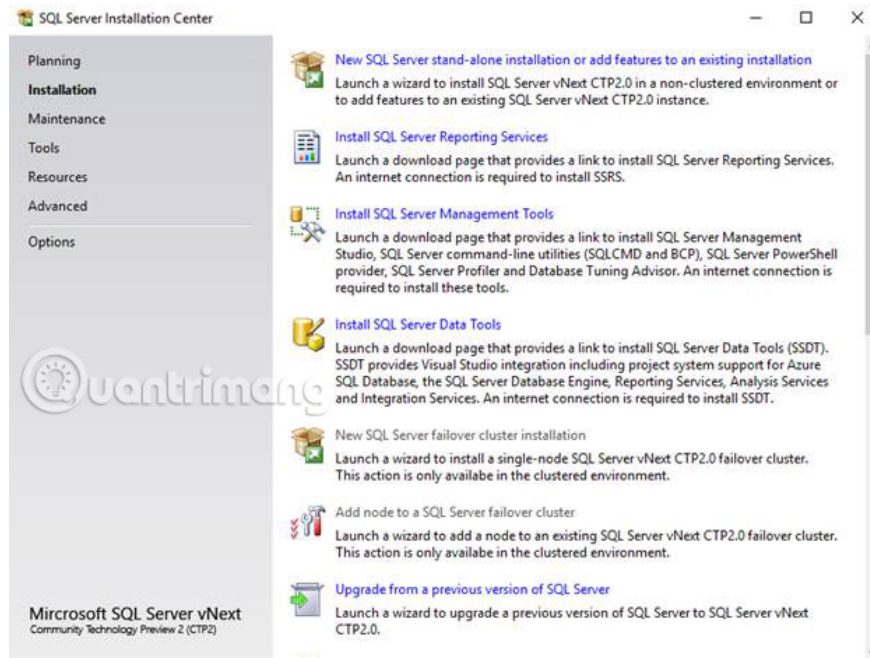 SQL Server Installation Center
Planning
Installation
Maintenance
Tools
Resources
Advanced
Options
New SQL Server stand-alone installation or add features to an existing installation
Launch a wizard to install SQL Server vNext CTP2.0 in a non-clustered environment or
to add features to an existing SQL Server vNext CTP2.0 instance.
Install SQL Server Reporting Services
Launch a download page that provides a link to install SQL Server Reporting Services.
An internet connection is required to install SSRS.
Install SQL Server Management Tools
Launch a download page that provides a link to install SQL Server Management
Studio, SQL Server command-line utilities (SQLCMD and BCP), SQL Server PowerShell
provider, SQL Server Profiler and Database Tuning Advisor. An internet connection is
required to install these tools.
Install SQL Server Data Tools
Launch a download page that provides a link to install SQL Server Data Tools (SSDT).
SSDT provides Visual Studio integration including project system support for Azure
SQL Database, the SQL Server Database Engine, Reporting Services, Analysis Services
and Integration Services. An internet connection is required to install SSDT.
New SQL Server failover cluster installation
Launch a wizard to install a single-node SQL Server vNext CTP2.0 failover cluster.
This action is only availabe in the clustered environment.
Add node to a SQL Server failover cluster
Launch a wizard to add a node to an existing SQL Server vNext CTP2.0 failover cluster.
This action is only availabe in the clustered environment.
Upgrade from a previous version of SQL Server
Launch a wizard to upgrade a previous version of SQL Server to SQL Server vNext
CTP2.0.
Mircrosoft SQL Server vNext
Community Technology Preview 2 (CTP2)
Quantrimang